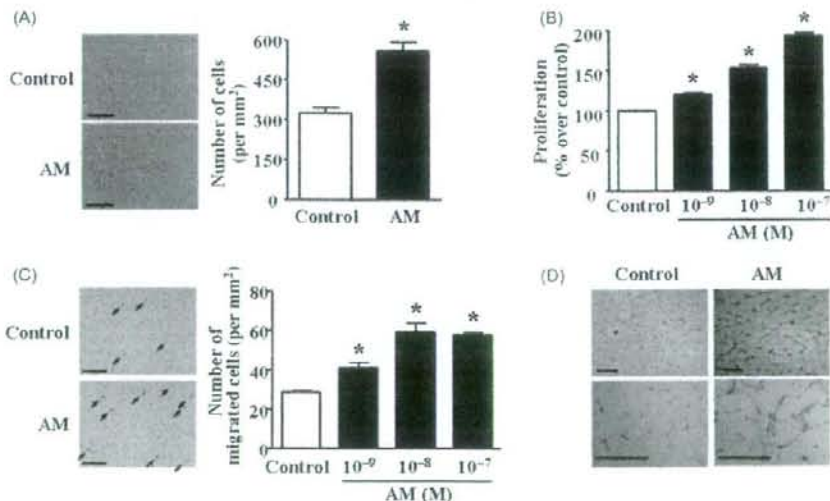 (A)
Control
AM
Number of cells
(per mm²)
600
450
300
150
0
*
Control AM
(B)
Proliferation
(% over control)
200
150
100
50
0
* * *
Control 10⁻⁹ 10⁻⁸ 10⁻⁷
AM (M)
(C)
Control
AM
Number of
migrated cells (per mm²)
80
60
40
20
0
* * *
Control 10⁻⁹ 10⁻⁸ 10⁻⁷
AM (M)
(D)
Control AM